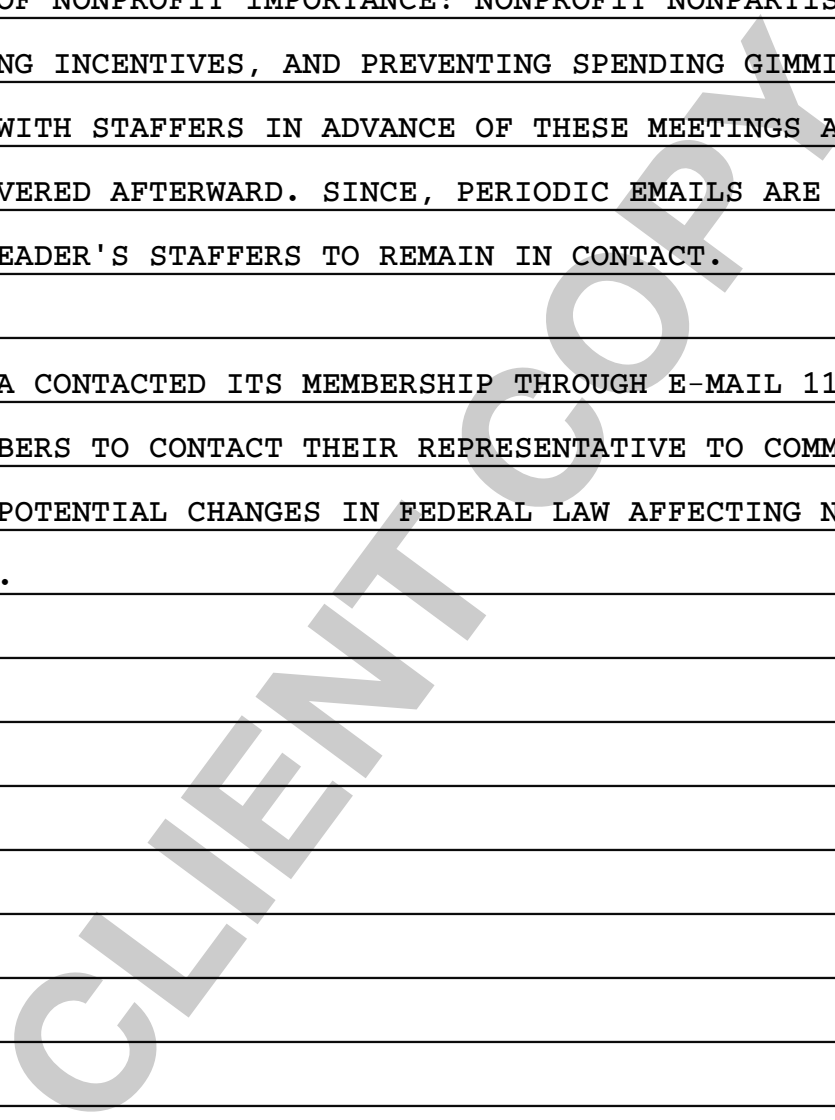 OF NONPROFIT IMPORTANCE: NONPROFIT NONPARTIS
NG INCENTIVES, AND PREVENTING SPENDING GIMMI
WITH STAFFERS IN ADVANCE OF THESE MEETINGS A
VERED AFTERWARD. SINCE, PERIODIC EMAILS ARE
EADER'S STAFFERS TO REMAIN IN CONTACT.
A CONTACTED ITS MEMBERSHIP THROUGH E-MAIL 11
BERS TO CONTACT THEIR REPRESENTATIVE TO COMM
POTENTIAL CHANGES IN FEDERAL LAW AFFECTING N
.
CLIENT COPY